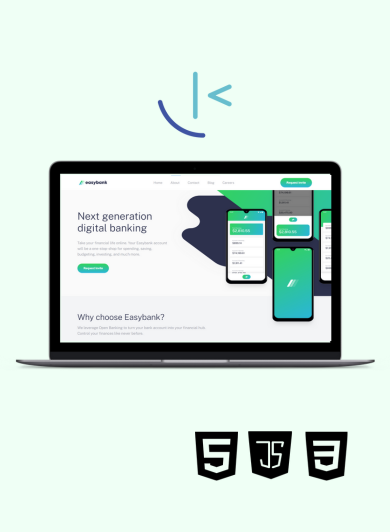 easybank
Home About Contact Blog Careers
Request Invite
Next generation
digital banking
Take your financial life online. Your Easybank account
will be a one-stop-shop for spending, saving,
budgeting, investing, and much more.
Request Invite
Why choose Easybank?
We leverage Open Banking to turn your bank account into your financial hub.
Control your finances like never before.
5 JS 3